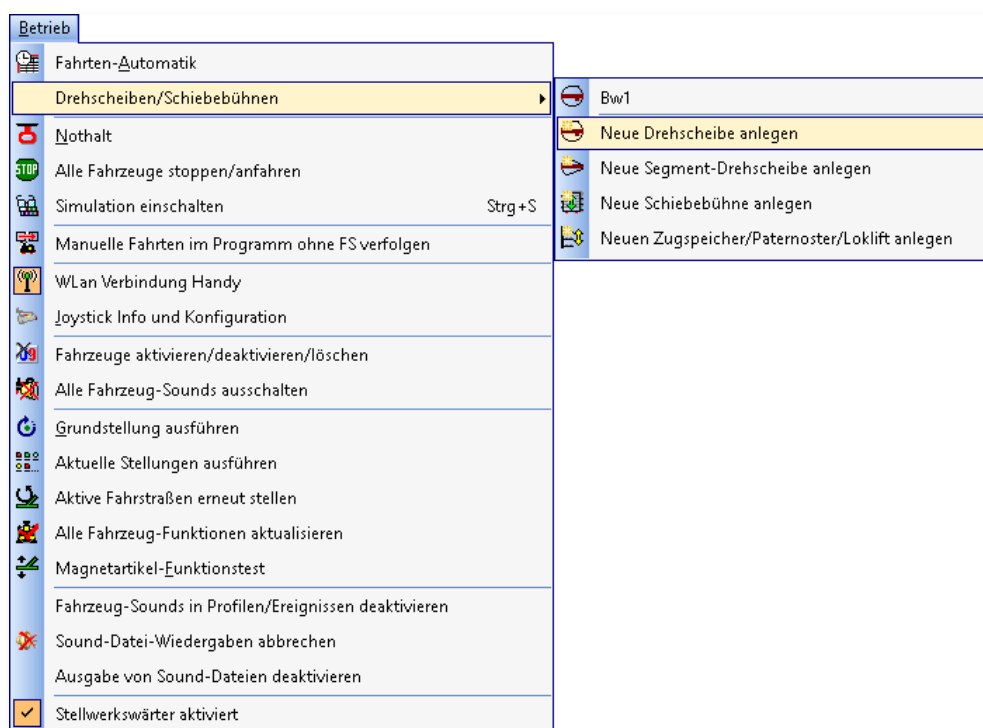 Betrieb
Fahrten-Automatik
Drehscheiben/Schiebebühnen
Bw1
Neue Drehscheibe anlegen
Neue Segment-Drehscheibe anlegen
Neue Schiebebühne anlegen
Neuen Zugspeicher/Paternoster/Loklift anlegen
Nothalt
STOP
Alle Fahrzeuge stoppen/anfahren
Simulation einschalten Strg+S
Manuelle Fahrten im Programm ohne FS verfolgen
WLan Verbindung Handy
Joystick Info und Konfiguration
Fahrzeuge aktivieren/deaktivieren/löschen
Alle Fahrzeug-Sounds ausschalten
Grundstellung ausführen
Aktuelle Stellungen ausführen
Aktive Fahrstraßen erneut stellen
Alle Fahrzeug-Funktionen aktualisieren
Magnetartikel-Funktionstest
Fahrzeug-Sounds in Profilen/Ereignissen deaktivieren
Sound-Datei-Wiedergaben abbrechen
Ausgabe von Sound-Dateien deaktivieren
Stellwerkswärter aktiviert